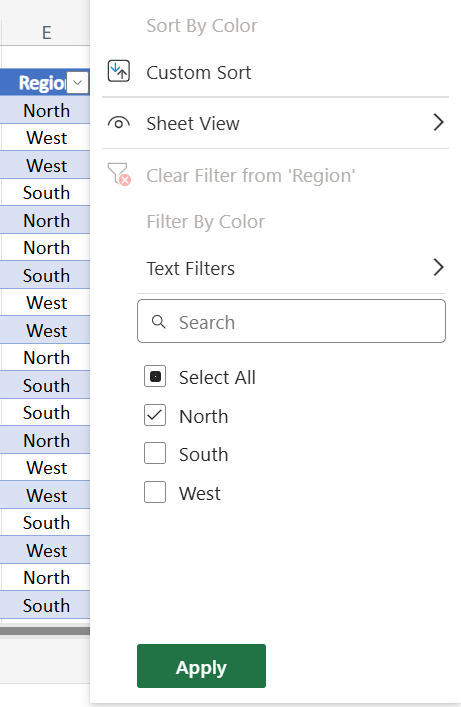 E
Regio
North
West
West
South
North
North
South
West
West
North
South
South
North
West
West
South
West
North
South
Sort By Color
Custom Sort
Sheet View
Clear Filter from 'Region'
Filter By Color
Text Filters
Search
Select All
North
South
West
Apply